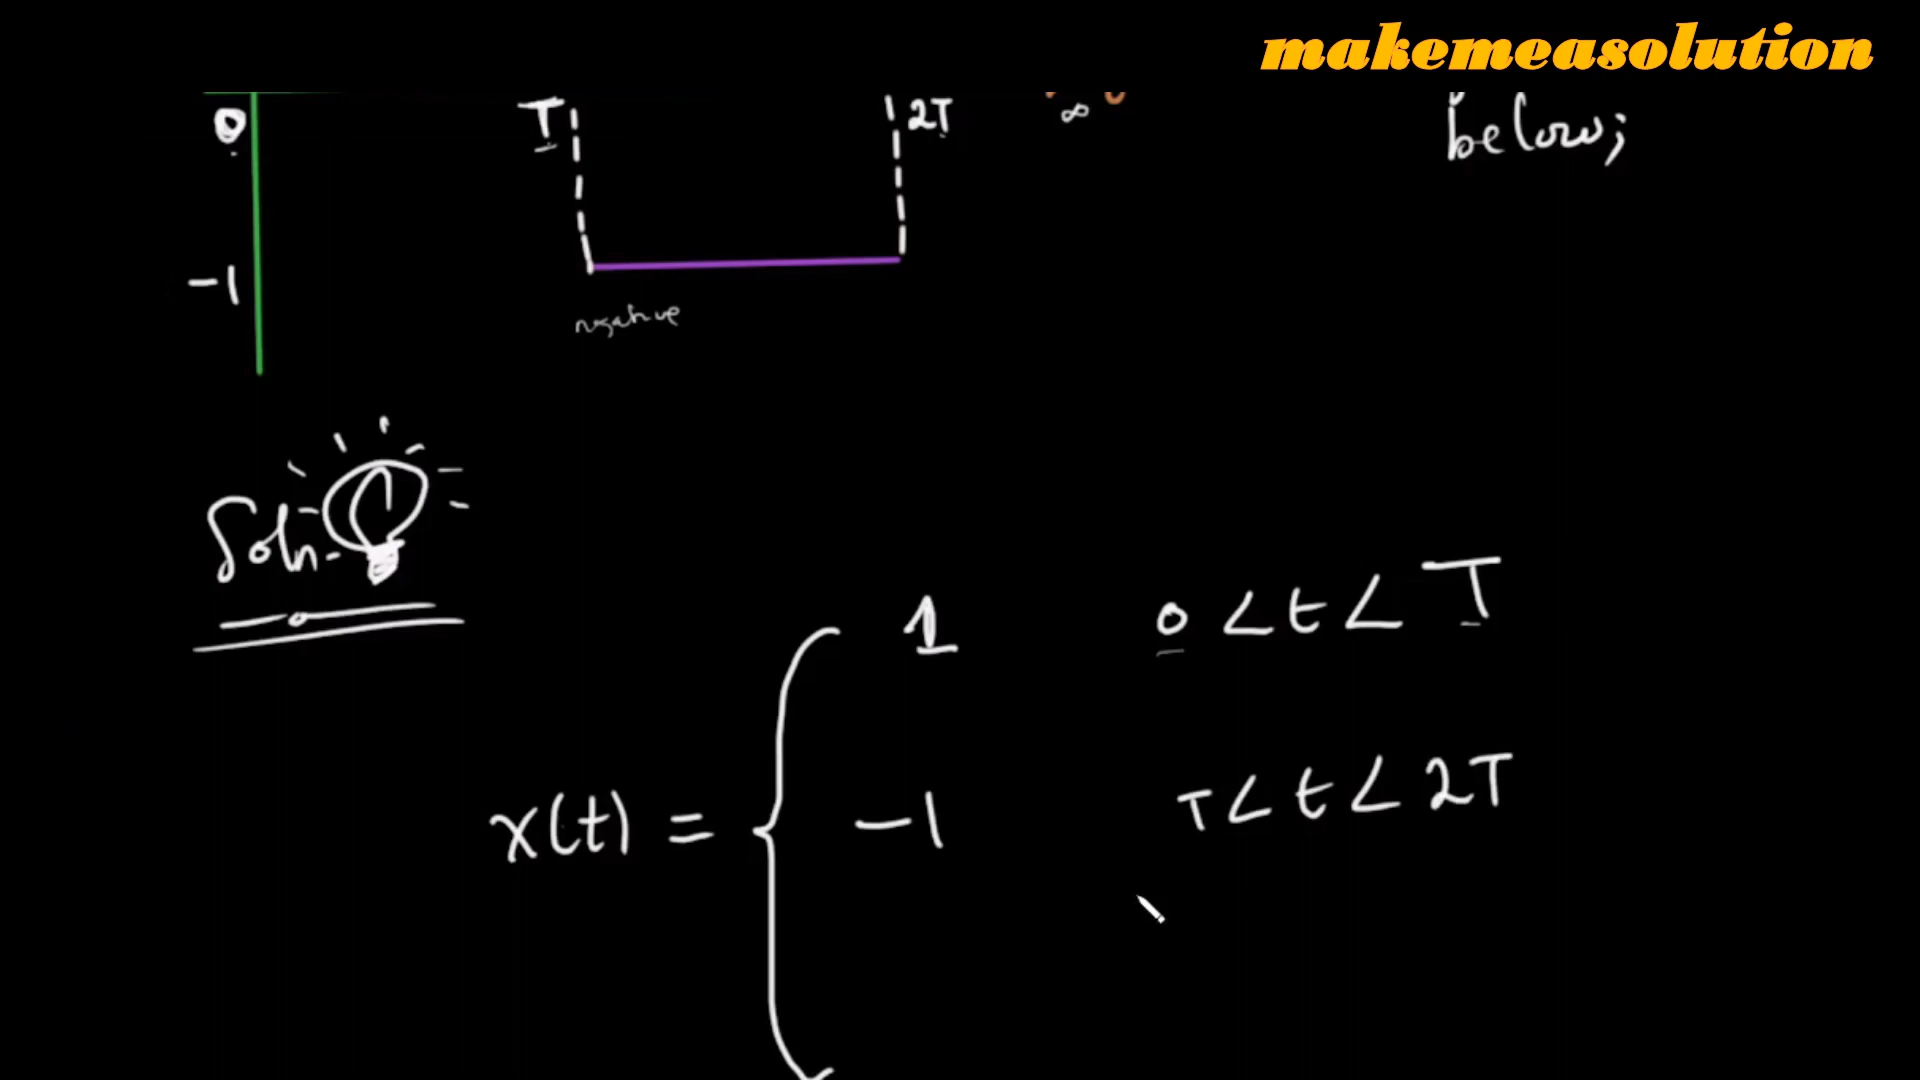 makemeasolution
0 T 2T ∞
below;
-1
negative
Soln.
1 0 < t < T
x(t) = { -1 T < t < 2T